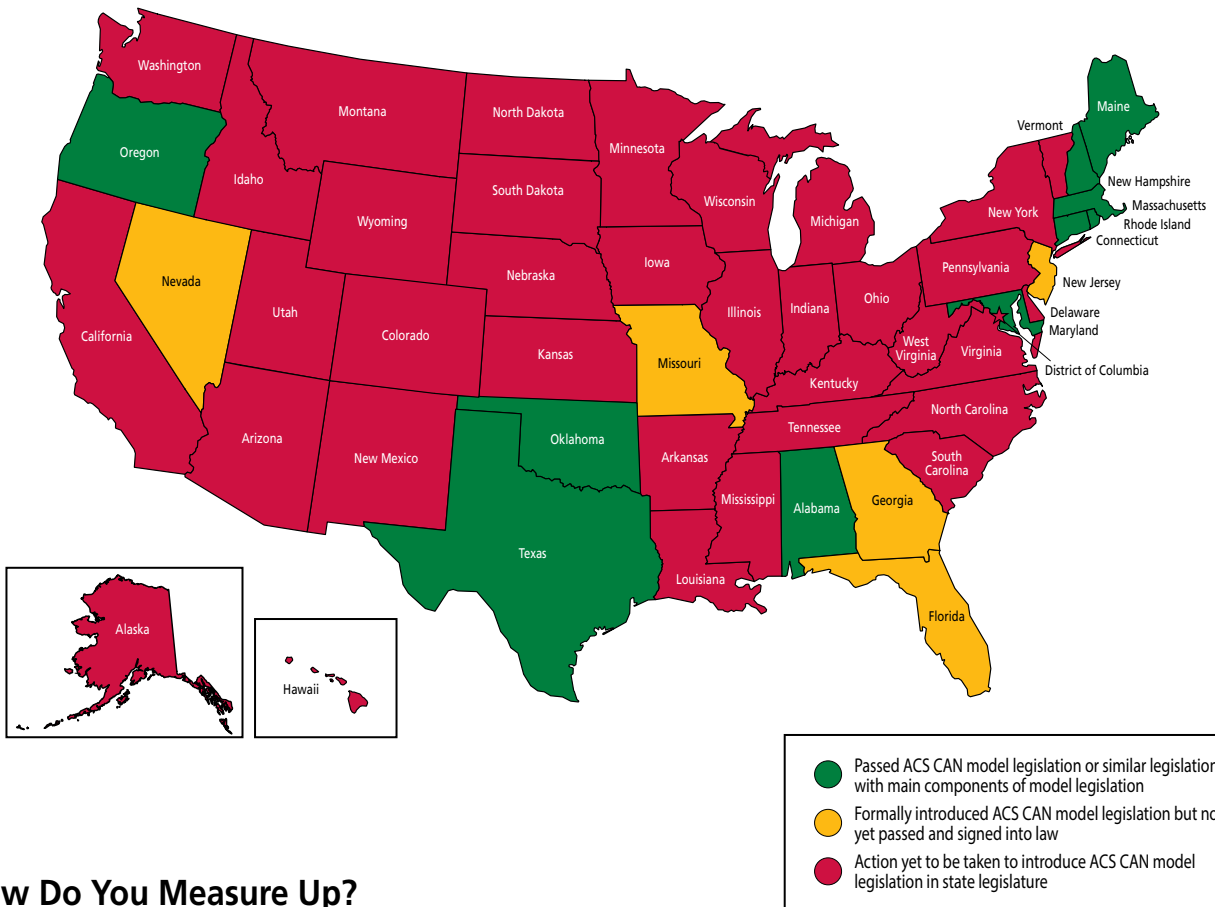 Washington
Montana
North Dakota
Minnesota
Maine
Vermont
Oregon
Idaho
South Dakota
Wisconsin
Michigan
New York
New Hampshire
Massachusetts
Rhode Island
Connecticut
Wyoming
Iowa
Pennsylvania
New Jersey
Nevada
Nebraska
Utah
Illinois
Indiana
Ohio
Delaware
Maryland
California
Colorado
Kansas
Missouri
West
Virginia
Virginia
District of Columbia
Kentucky
North Carolina
Arizona
New Mexico
Oklahoma
Arkansas
Tennessee
South
Carolina
Mississippi
Alabama
Georgia
Texas
Louisiana
Florida
Alaska
Hawaii
Passed ACS CAN model legislation or similar legislation
with main components of model legislation
Formally introduced ACS CAN model legislation but no
yet passed and signed into law
Action yet to be taken to introduce ACS CAN model
legislation in state legislature
w Do You Measure Up?